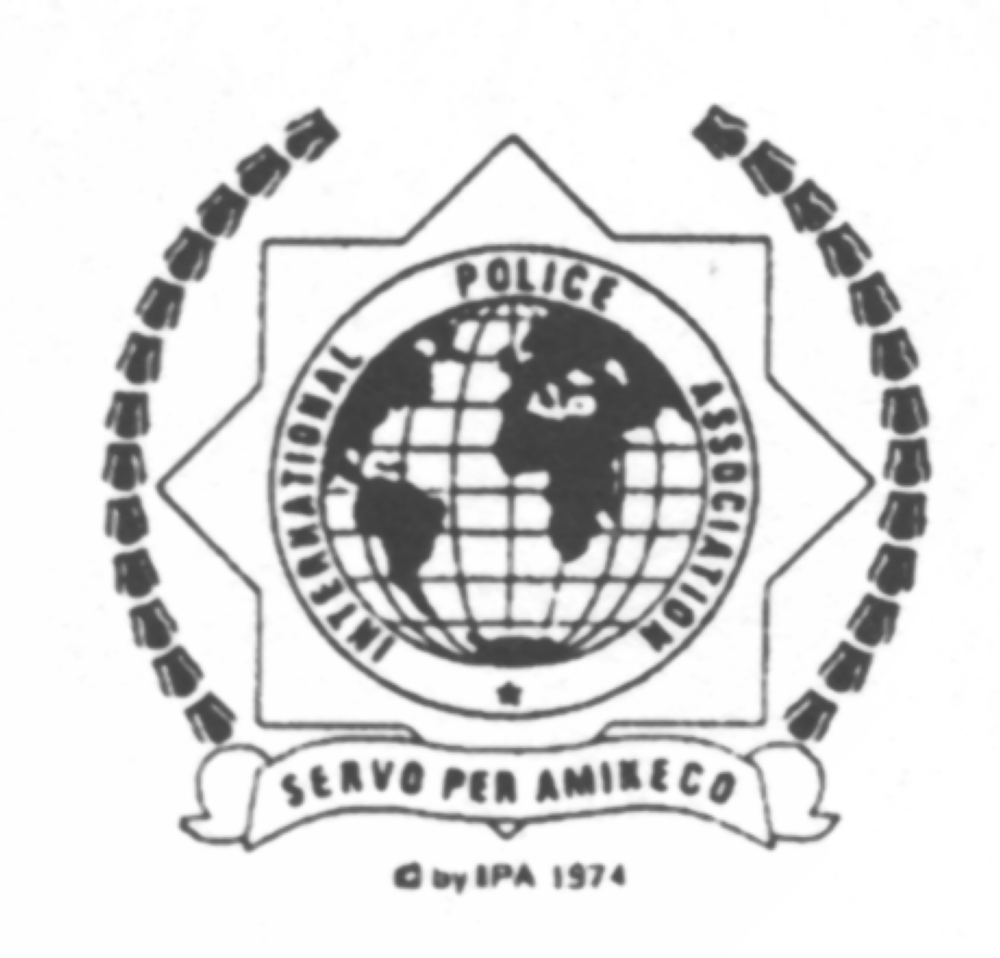 INTERNATIONAL POLICE ASSOCIATION
SERVO PER AMIKECO
© by IPA 1974